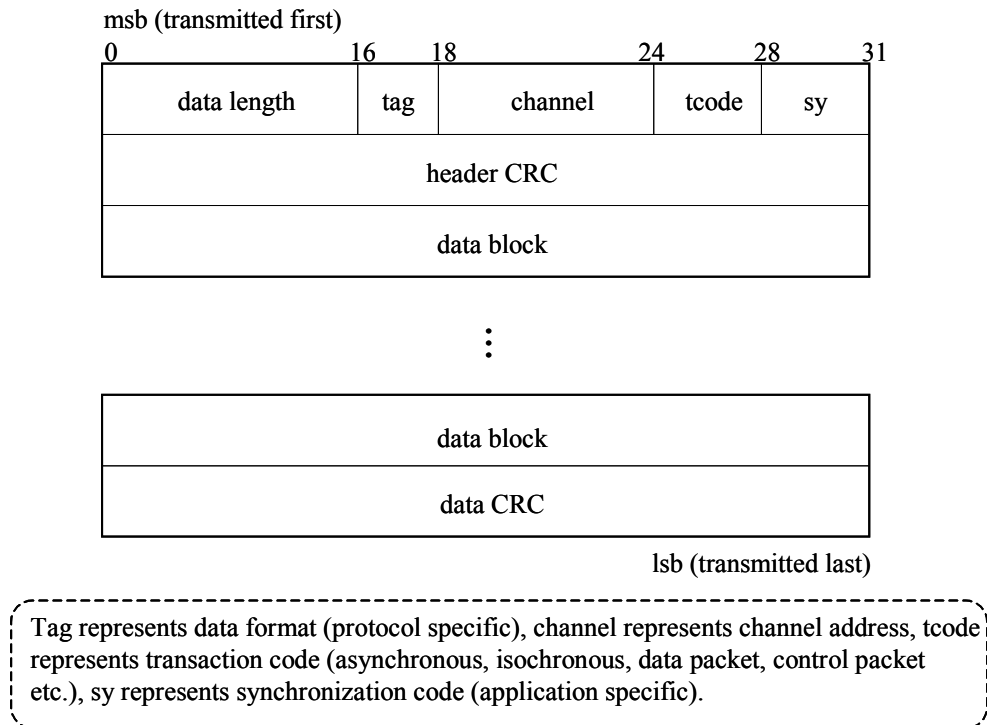 msb (transmitted first)
0 16 18 24 28 31
data length tag channel tcode sy
header CRC
data block
data block
data CRC
lsb (transmitted last)
Tag represents data format (protocol specific), channel represents channel address, tcode
represents transaction code (asynchronous, isochronous, data packet, control packet
etc.), sy represents synchronization code (application specific).